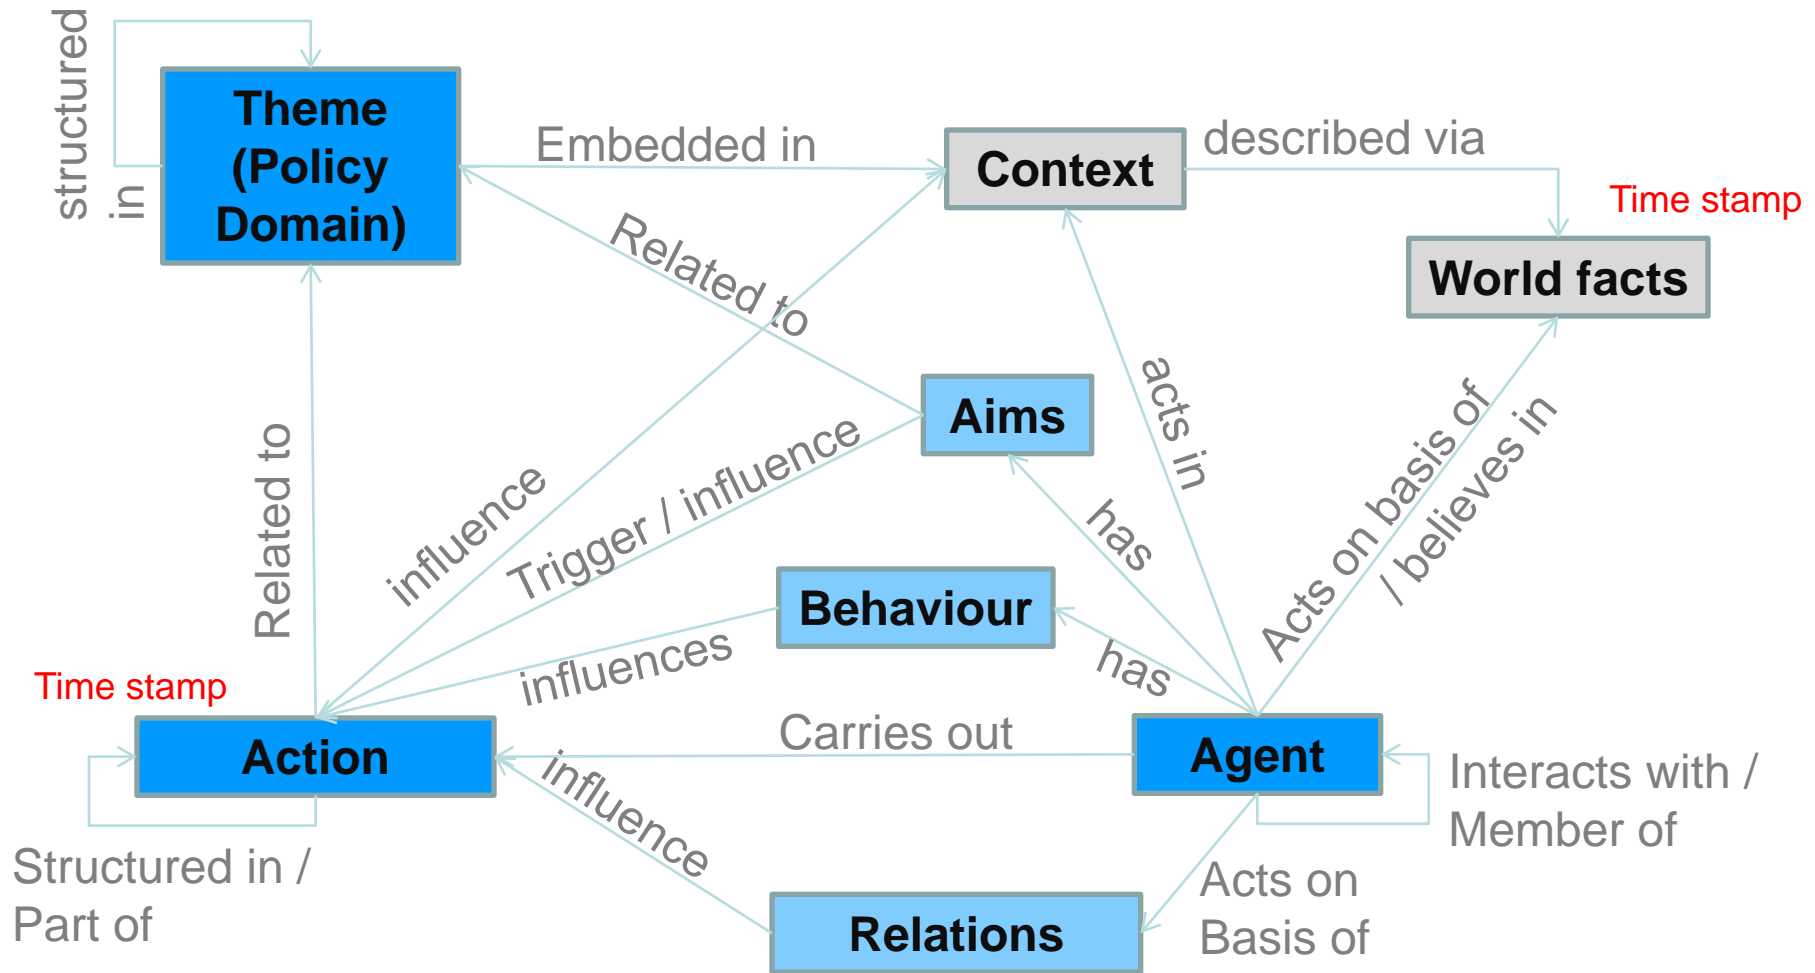 structured
in
Theme
(Policy
Domain)
Embedded in
Context
described via
Time stamp
World facts
Related to
Aims
acts in
Acts on basis of
/ believes in
Related to
influence
Trigger / influence
has
Behaviour
influences
has
Time stamp
Action
Carries out
Agent
Interacts with /
Member of
influence
Structured in /
Part of
Relations
Acts on
Basis of